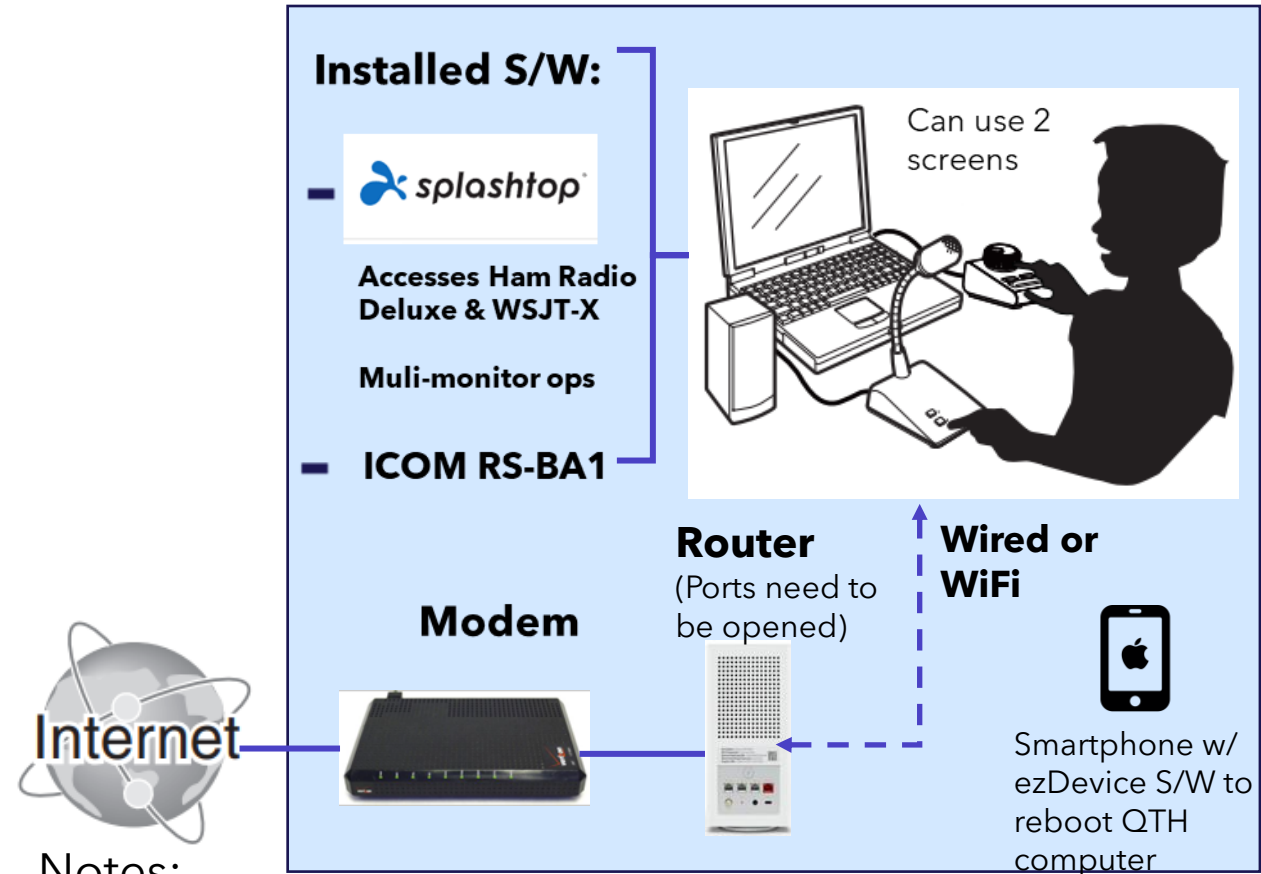 Installed S/W:
splashtop
Accesses Ham Radio
Deluxe & WSJT-X
Muli-monitor ops
ICOM RS-BA1
Can use 2
screens
Router
(Ports need to
be opened)
Wired or
WiFi
Modem
Internet
Smartphone w/
ezDevice S/W to
reboot QTH
computer
Notes: